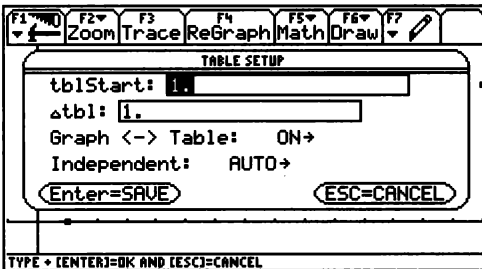 F1 F2 F3 F4 F5 F6 F7
Zoom Trace ReGraph Math Draw
TABLE SETUP
tblStart: 1.
△tbl: 1.
Graph <-> Table: ON→
Independent: AUTO→
Enter=SAVE ESC=CANCEL
TYPE + [ENTER]=OK AND [ESC]=CANCEL